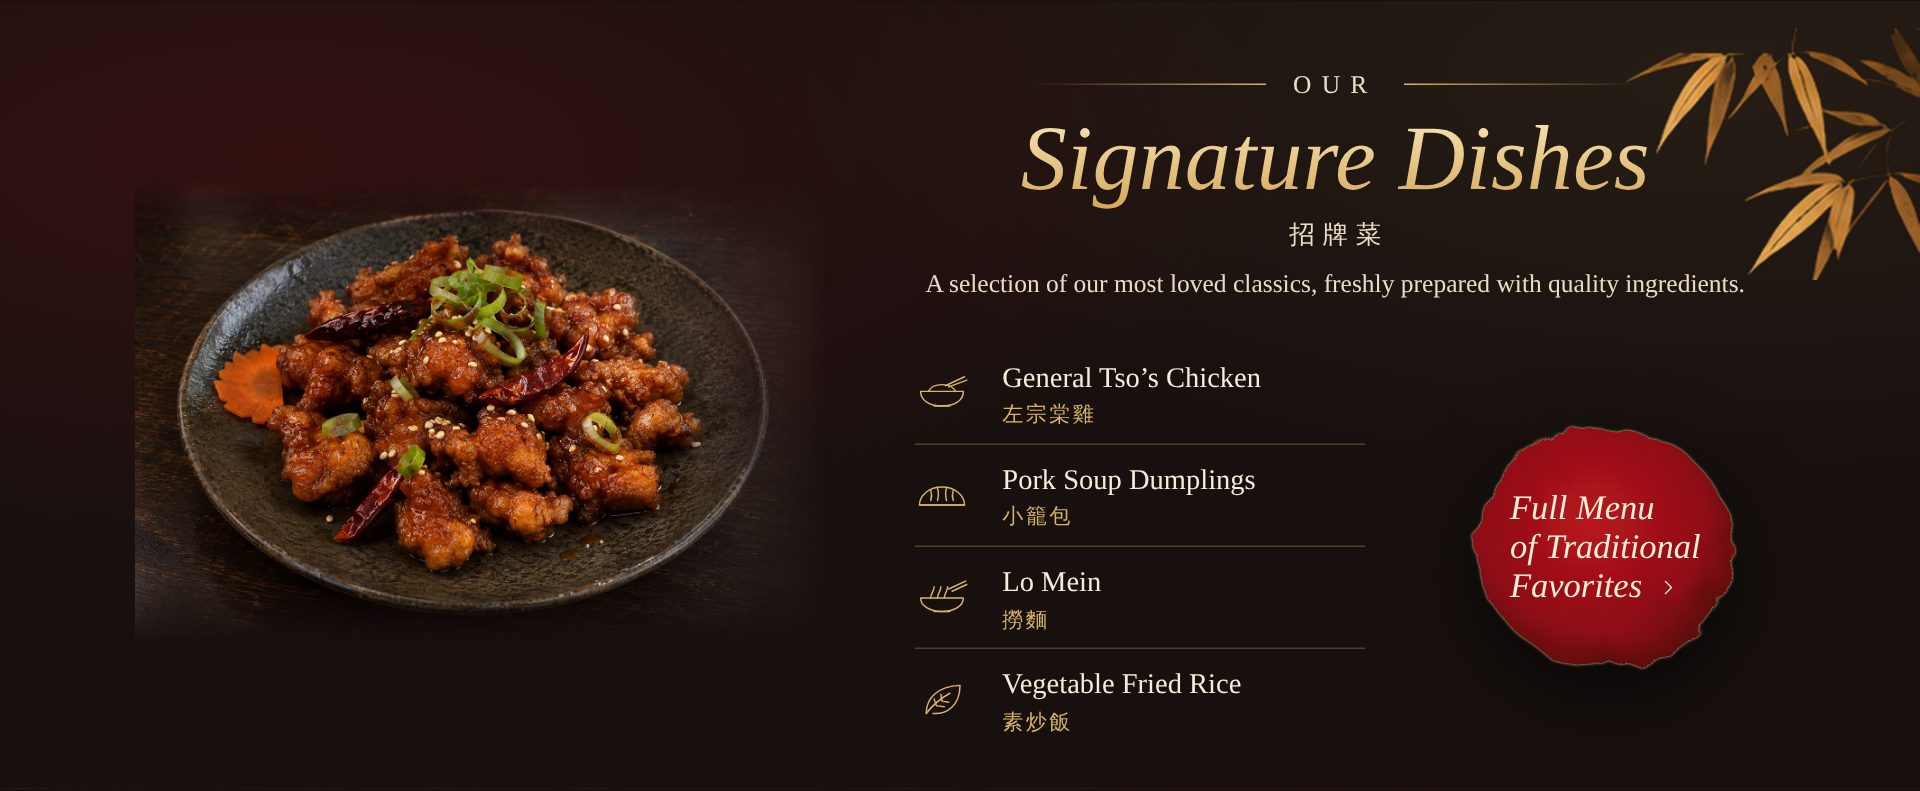 OUR
Signature Dishes
招牌菜
A selection of our most loved classics, freshly prepared with quality ingredients.
General Tso’s Chicken
左宗棠雞
Pork Soup Dumplings
小籠包
Lo Mein
撈麵
Vegetable Fried Rice
素炒飯
Full Menu
of Traditional
Favorites